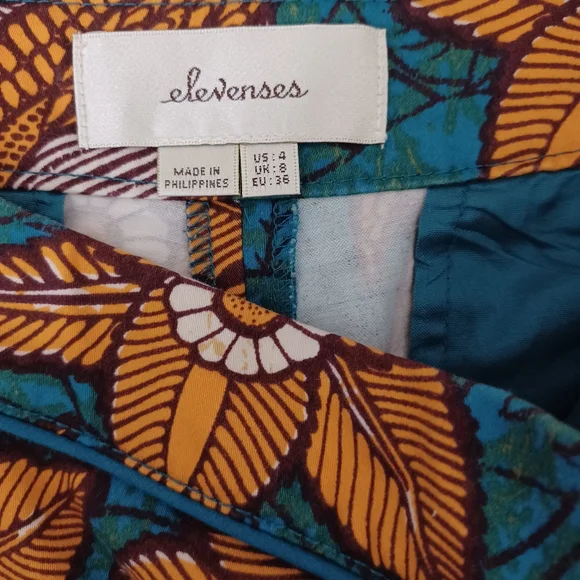 elevenses
MADE IN
PHILIPPINES
US: 4
UK: 8
EU: 36